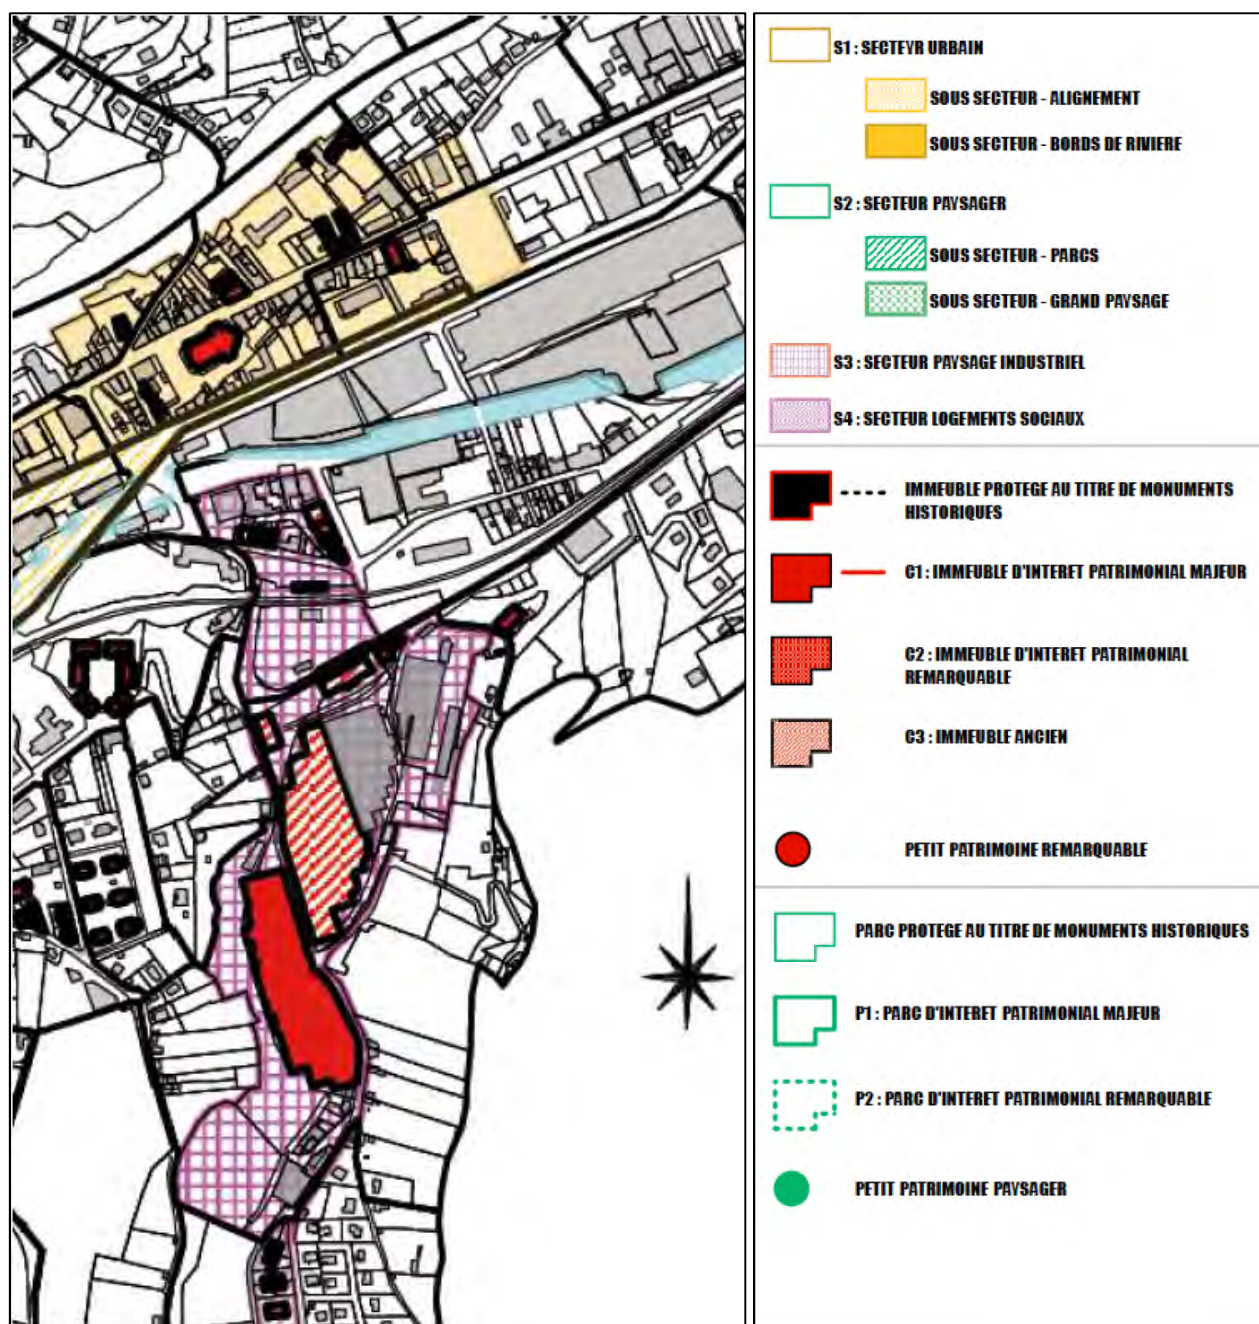 S1 : SECTEYR URBAIN
SOUS SECTEUR - ALIGNEMENT
SOUS SECTEUR - BORDS DE RIVIERE
S2 : SECTEUR PAYSAGER
SOUS SECTEUR - PARCS
SOUS SECTEUR - GRAND PAYSAGE
S3 : SECTEUR PAYSAGE INDUSTRIEL
S4 : SECTEUR LOGEMENTS SOCIAUX
IMMEUBLE PROTEGE AU TITRE DE MONUMENTS
HISTORIQUES
C1 : IMMEUBLE D'INTERET PATRIMONIAL MAJEUR
C2 : IMMEUBLE D'INTERET PATRIMONIAL
REMARQUABLE
C3 : IMMEUBLE ANCIEN
PETIT PATRIMOINE REMARQUABLE
PARC PROTEGE AU TITRE DE MONUMENTS HISTORIQUES
P1 : PARC D'INTERET PATRIMONIAL MAJEUR
P2 : PARC D'INTERET PATRIMONIAL REMARQUABLE
PETIT PATRIMOINE PAYSAGER